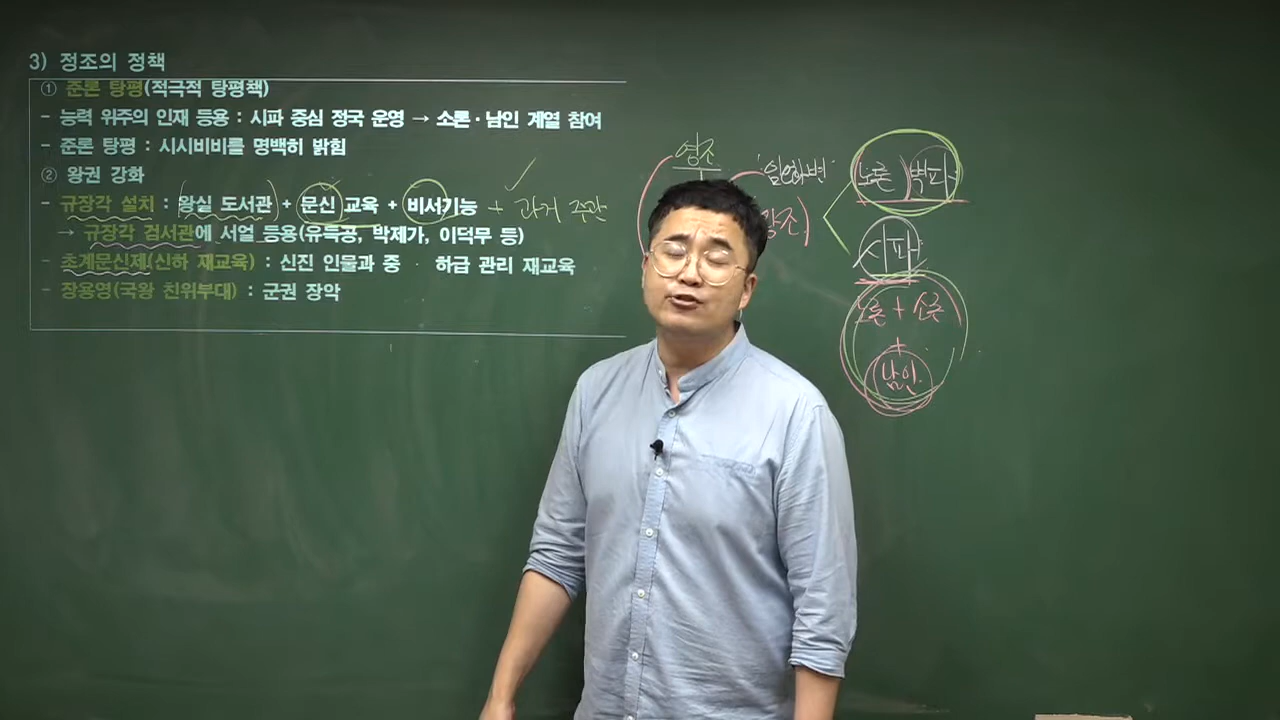 3) 정조의 정책
① 준론 탕평(적극적 탕평책)
- 능력 위주의 인재 등용 : 시파 중심 정국 운영 → 소론·남인 계열 참여
- 준론 탕평 : 시시비비를 명백히 밝힘
② 왕권 강화
- 규장각 설치 : 왕실 도서관 + 문신 교육 + 비서기능 + 과거 주관
→ 규장각 검서관에 서얼 등용(유득공, 박제가, 이덕무 등)
- 초계문신제(신하 재교육) : 신진 인물과 중 하급 관리 재교육
- 장용영(국왕 친위부대) : 군권 장악
영조
노론 벽파
시파
노론 + 소론
+
남인